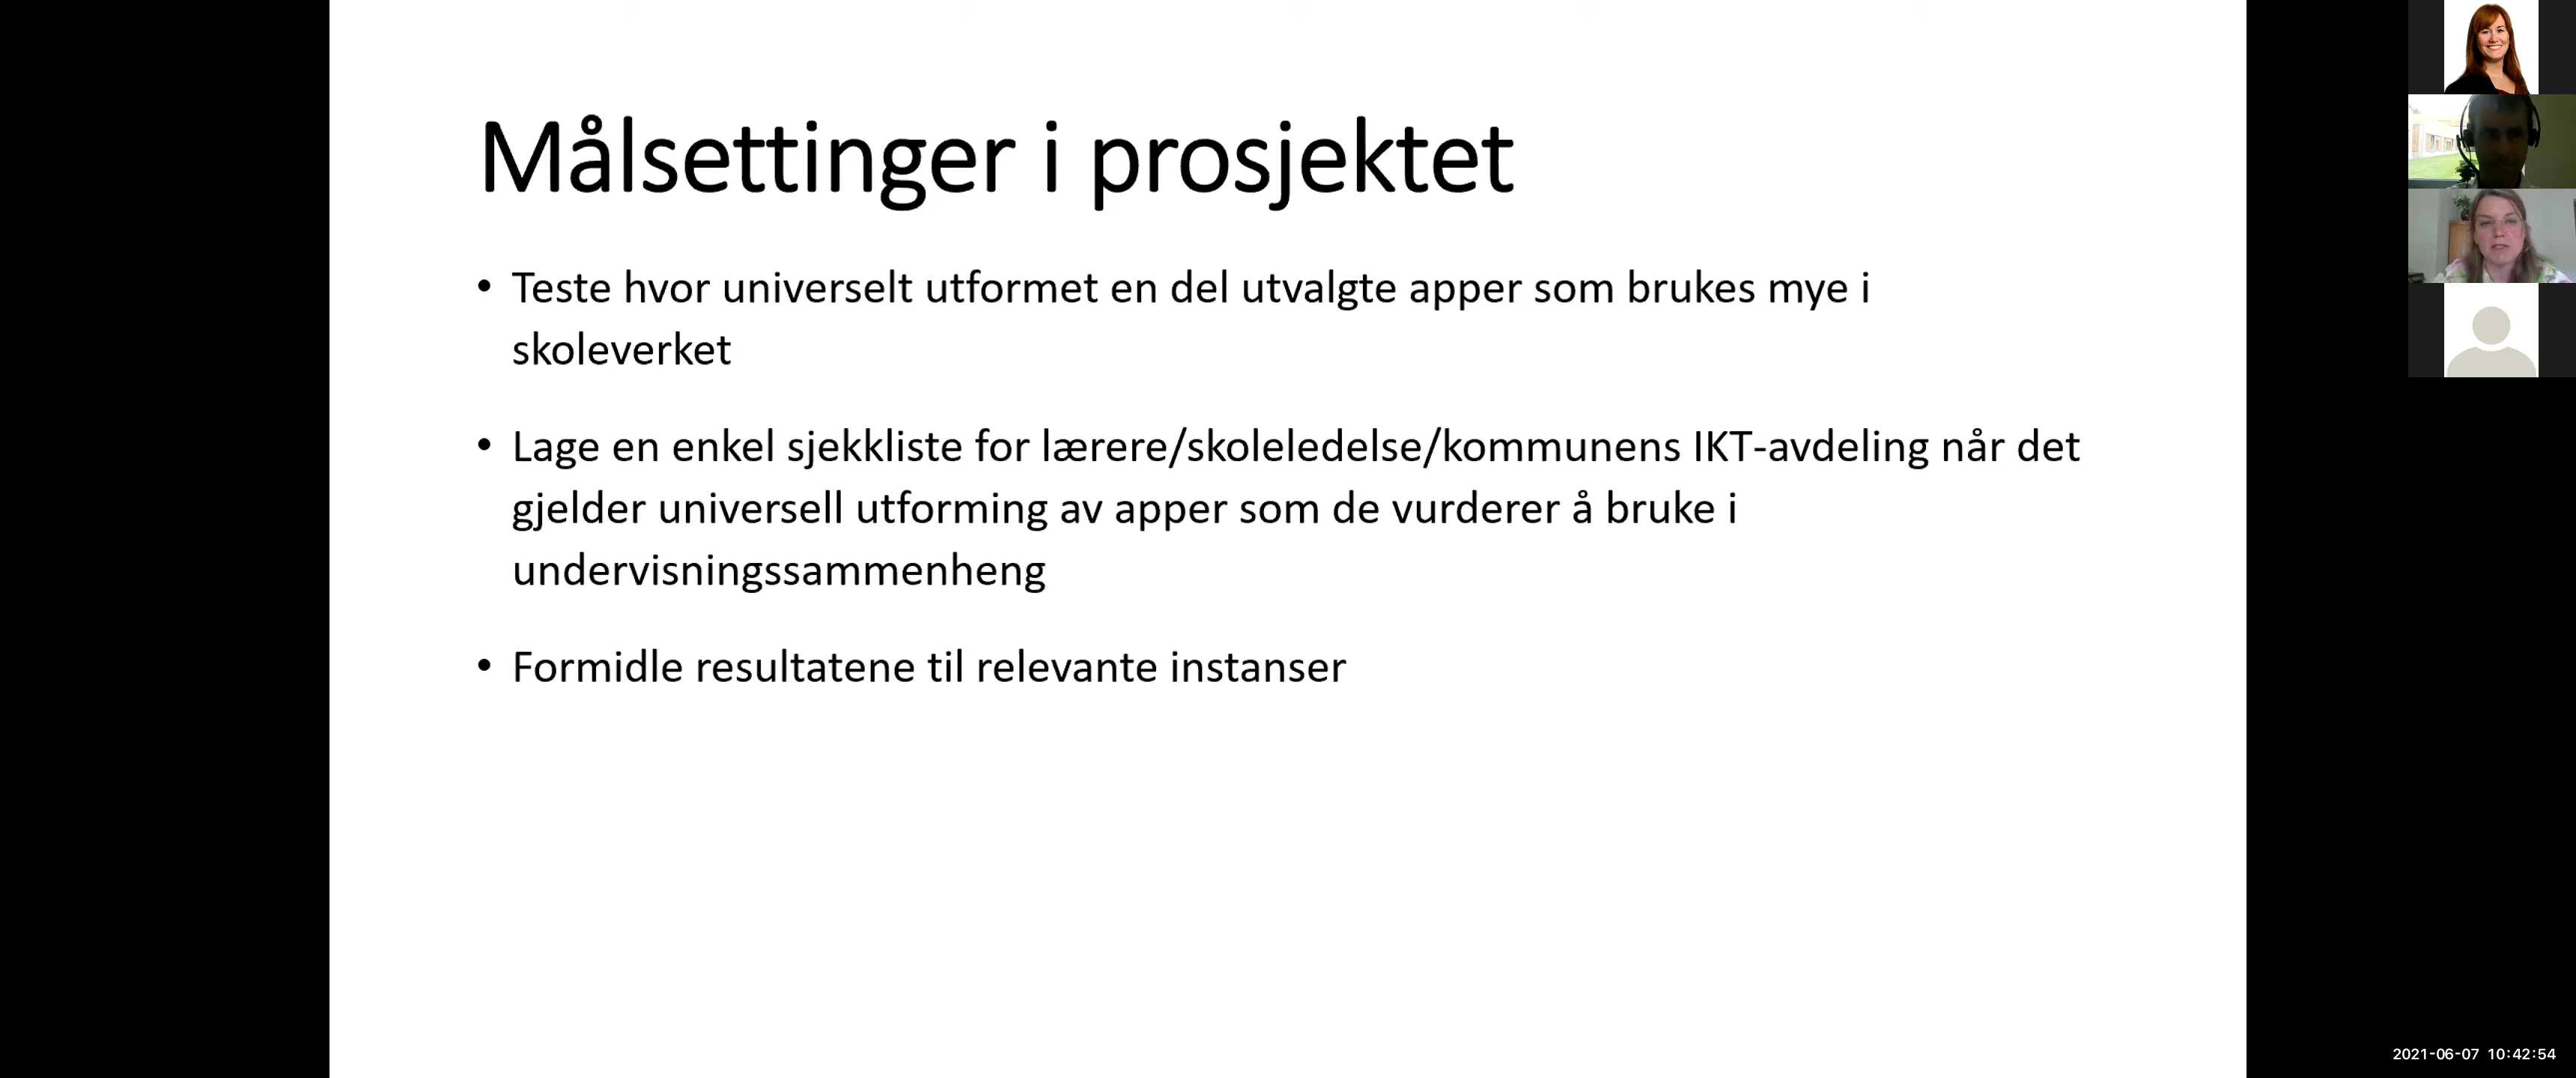 Målsettinger i prosjektet
• Teste hvor universelt utformet en del utvalgte apper som brukes mye i
skoleverket
• Lage en enkel sjekkliste for lærere/skoleledelse/kommunens IKT-avdeling når det
gjelder universell utforming av apper som de vurderer å bruke i
undervisningssammenheng
• Formidle resultatene til relevante instanser
2021-06-07 10:42:54